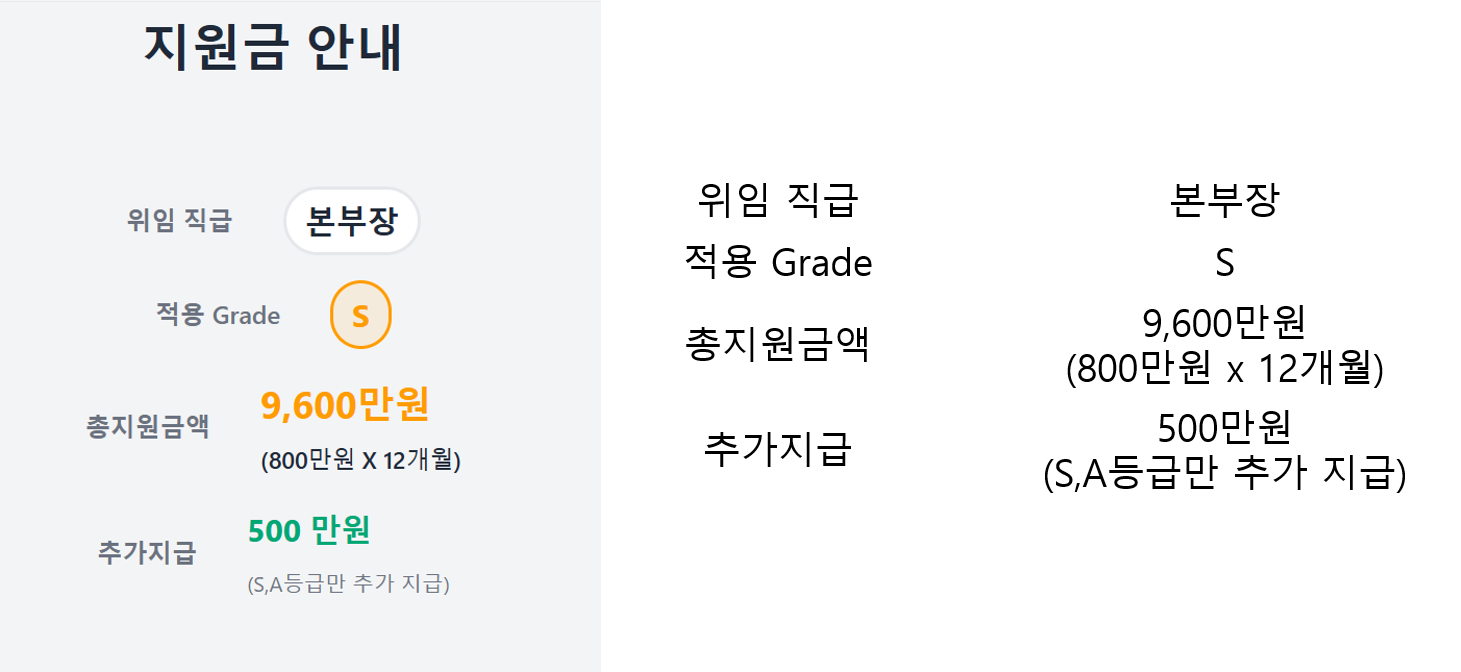 지원금 안내
위임 직급
본부장
적용 Grade
S
총지원금액
9,600만원
(800만원 X 12개월)
추가지급
500 만원
(S,A등급만 추가 지급)
위임 직급
본부장
적용 Grade
S
총지원금액
9,600만원
(800만원 x 12개월)
추가지급
500만원
(S,A등급만 추가 지급)